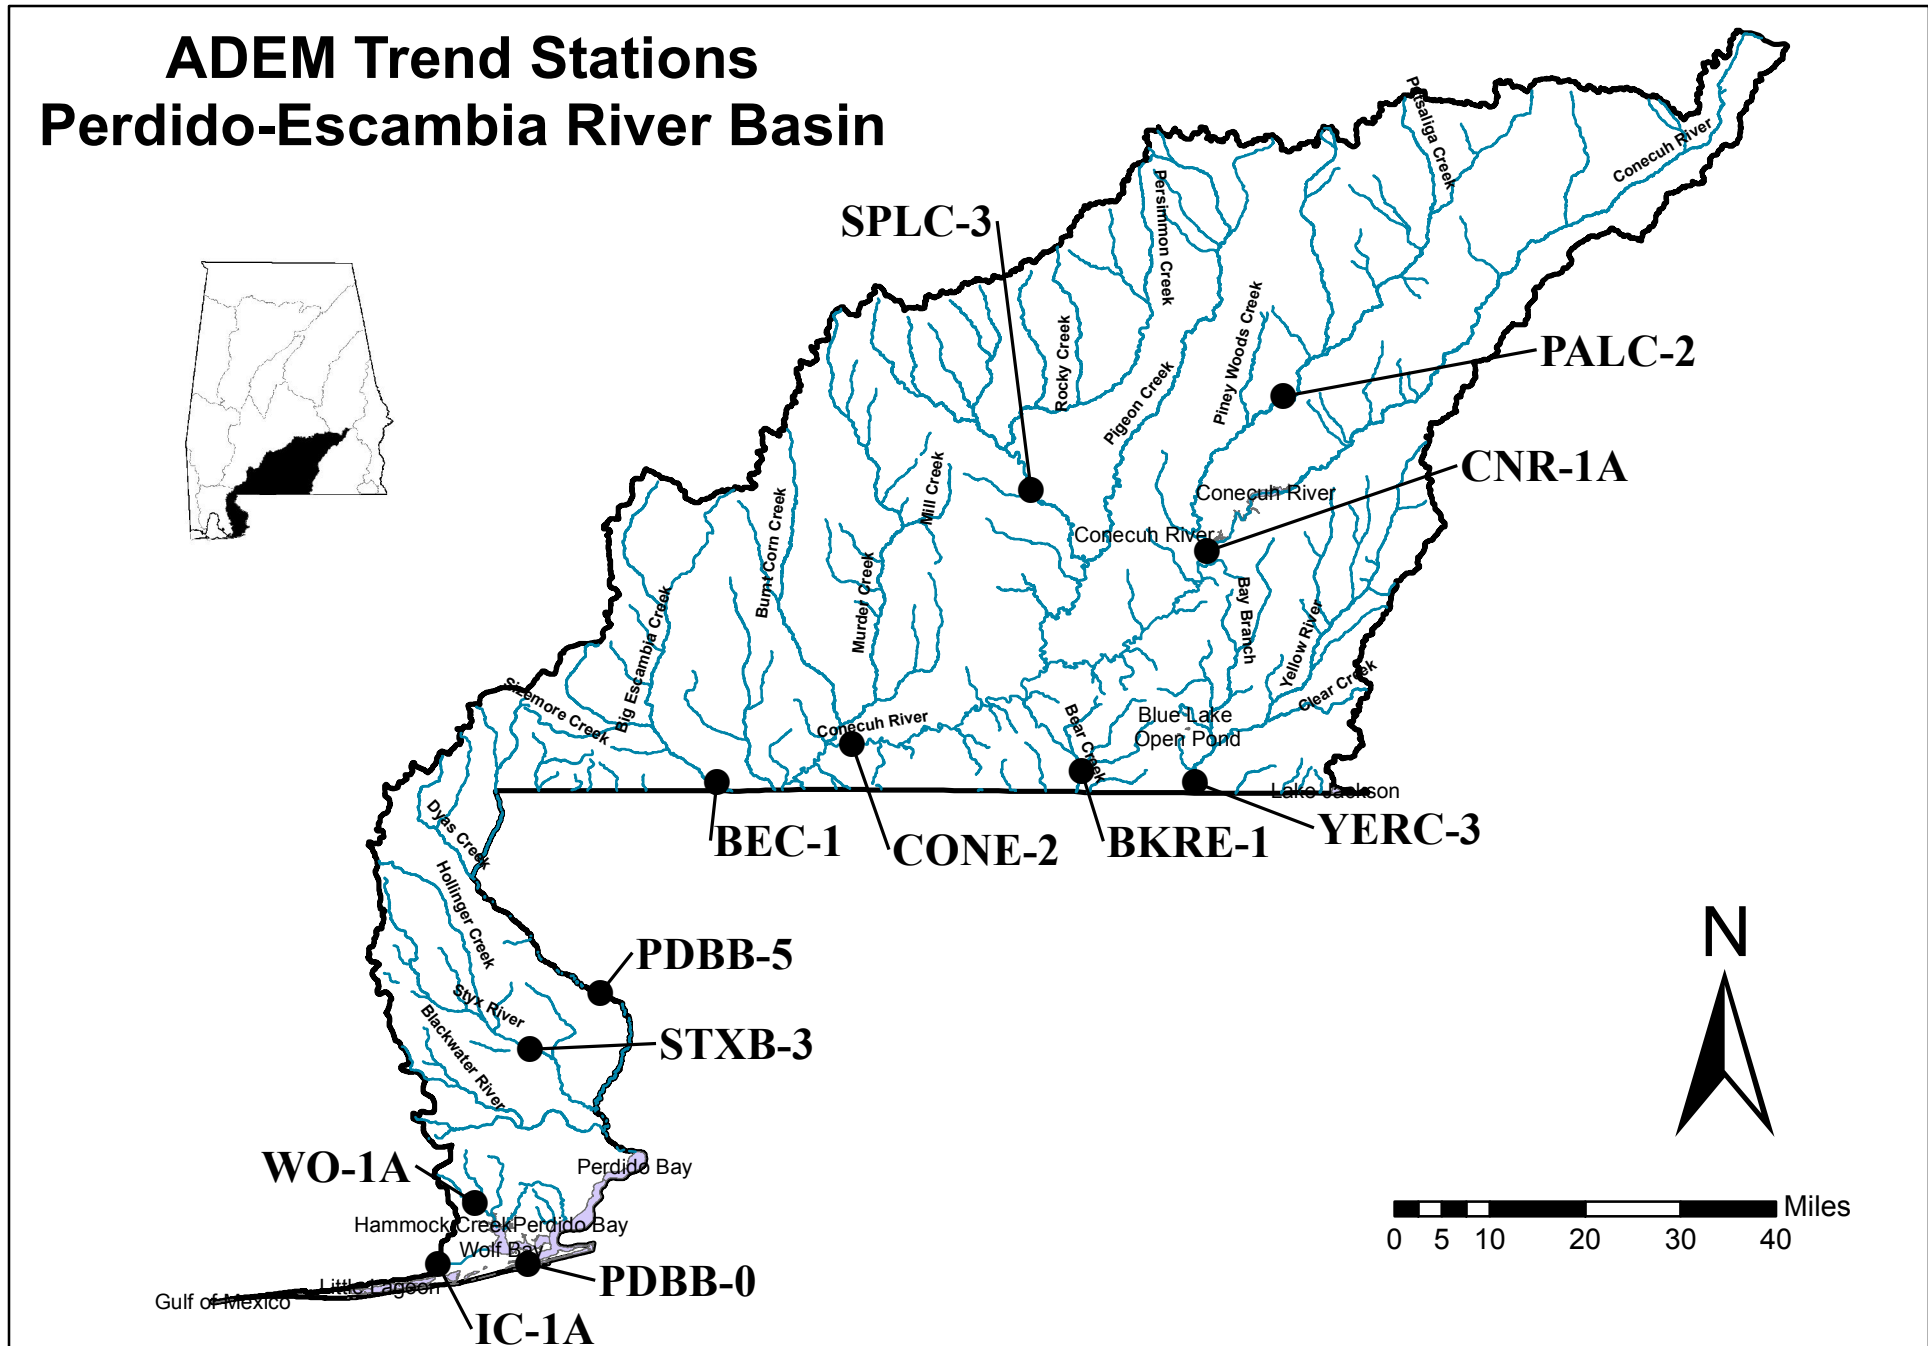 ADEM Trend Stations
Perdido-Escambia River Basin
Patsaliga Creek
Conecuh River
Persimmon Creek
SPLC-3
Piney Woods Creek
Rocky Creek
PALC-2
Pigeon Creek
CNR-1A
Mill Creek
Conecuh River
Burnt Corn Creek
Conecuh River
Murder Creek
Bay Branch
Big Escambia Creek
Yellow River
Clear Creek
Sizemore Creek
Bear Creek
Conecuh River
Blue Lake
Open Pond
Lake Jackson
Dyas Creek
BEC-1
CONE-2
BKRE-1
YERC-3
Hollinger Creek
PDBB-5
N
Styx River
Blackwater River
STXB-3
WO-1A
Perdido Bay
Hammock Creek
Perdido Bay
Wolf Bay
Miles
0 5 10 20 30 40
Little Lagoon
PDBB-0
Gulf of Mexico
IC-1A